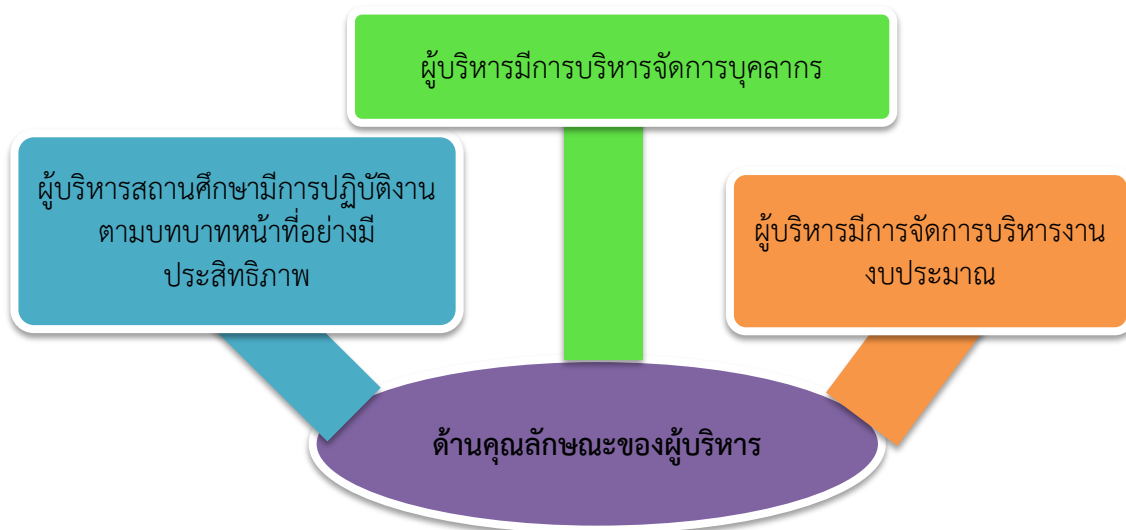 ผู้บริหารมีการบริหารจัดการบุคลากร
ผู้บริหารสถานศึกษามีการปฏิบัติงาน
ตามบทบาทหน้าที่อย่างมี
ประสิทธิภาพ
ผู้บริหารมีการจัดการบริหารงาน
งบประมาณ
ด้านคุณลักษณะของผู้บริหาร